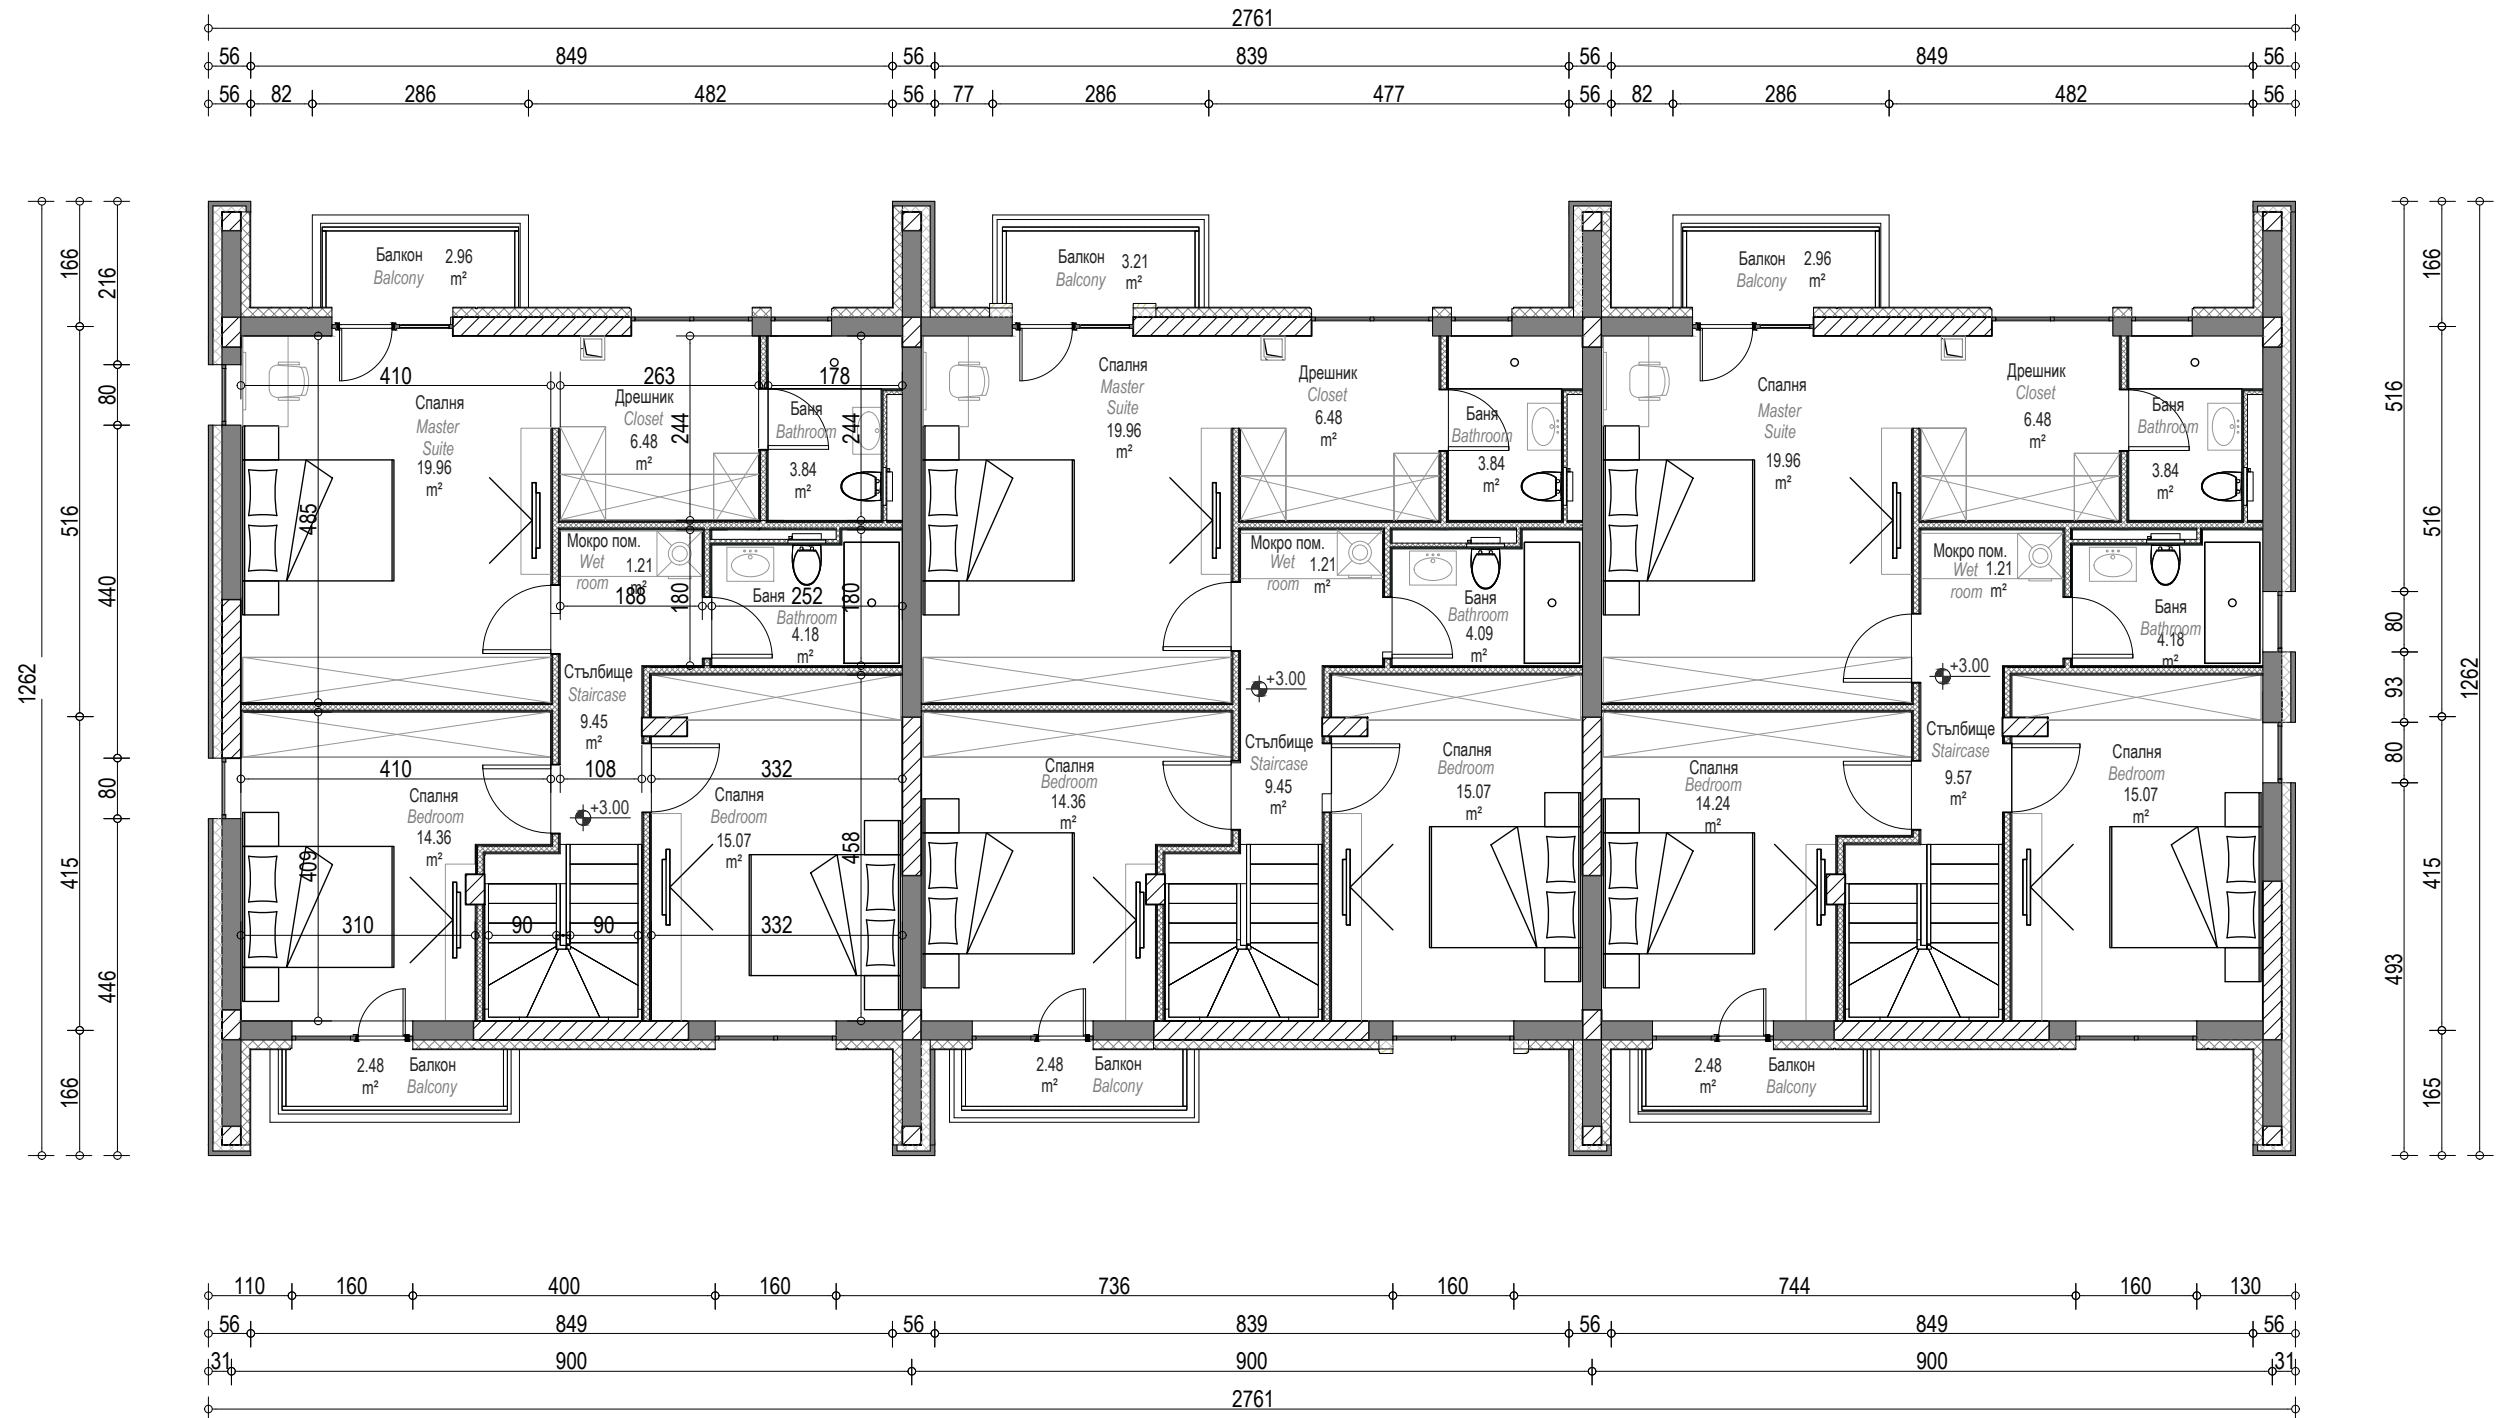 2761
56 849 56 839 56 849 56
56 82 286 482 56 77 286 477 56 82 286 482 56
1262
166
516
415
166
216
80
440
80
446
Балкон 2.96
Balcony m²
410
263
178
Спалня
Master
Suite
19.96
m²
485
Дрешник
Closet
6.48
m²
244
Баня
Bathroom
3.84
m²
244
Мокро пом.
Wet
room
1.21
m²
188
180
252
180
Баня
Bathroom
4.18
m²
Стълбище
Staircase
9.45
m²
410
108
332
+3.00
Спалня
Bedroom
14.36
m²
409
Спалня
Bedroom
15.07
m²
458
310
90
90
332
2.48 Балкон
m² Balcony
Балкон 3.21
Balcony m²
Спалня
Master
Suite
19.96
m²
Дрешник
Closet
6.48
m²
Баня
Bathroom
3.84
m²
Мокро пом.
Wet
room
1.21
m²
Баня
Bathroom
4.09
m²
+3.00
Стълбище
Staircase
9.45
m²
Спалня
Bedroom
14.36
m²
Спалня
Bedroom
15.07
m²
2.48 Балкон
m² Balcony
Балкон 2.96
Balcony m²
Спалня
Master
Suite
19.96
m²
Дрешник
Closet
6.48
m²
Баня
Bathroom
3.84
m²
Мокро пом.
Wet 1.21
room m²
Баня
Bathroom
4.18
m²
+3.00
Стълбище
Staircase
9.57
m²
Спалня
Bedroom
14.24
m²
Спалня
Bedroom
15.07
m²
2.48 Балкон
m² Balcony
516
80
93
80
493
166
516
415
165
1262
110 160 400 160 736 160 744 160 130
56 849 56 839 56 849 56
31 900 900 900 31
2761